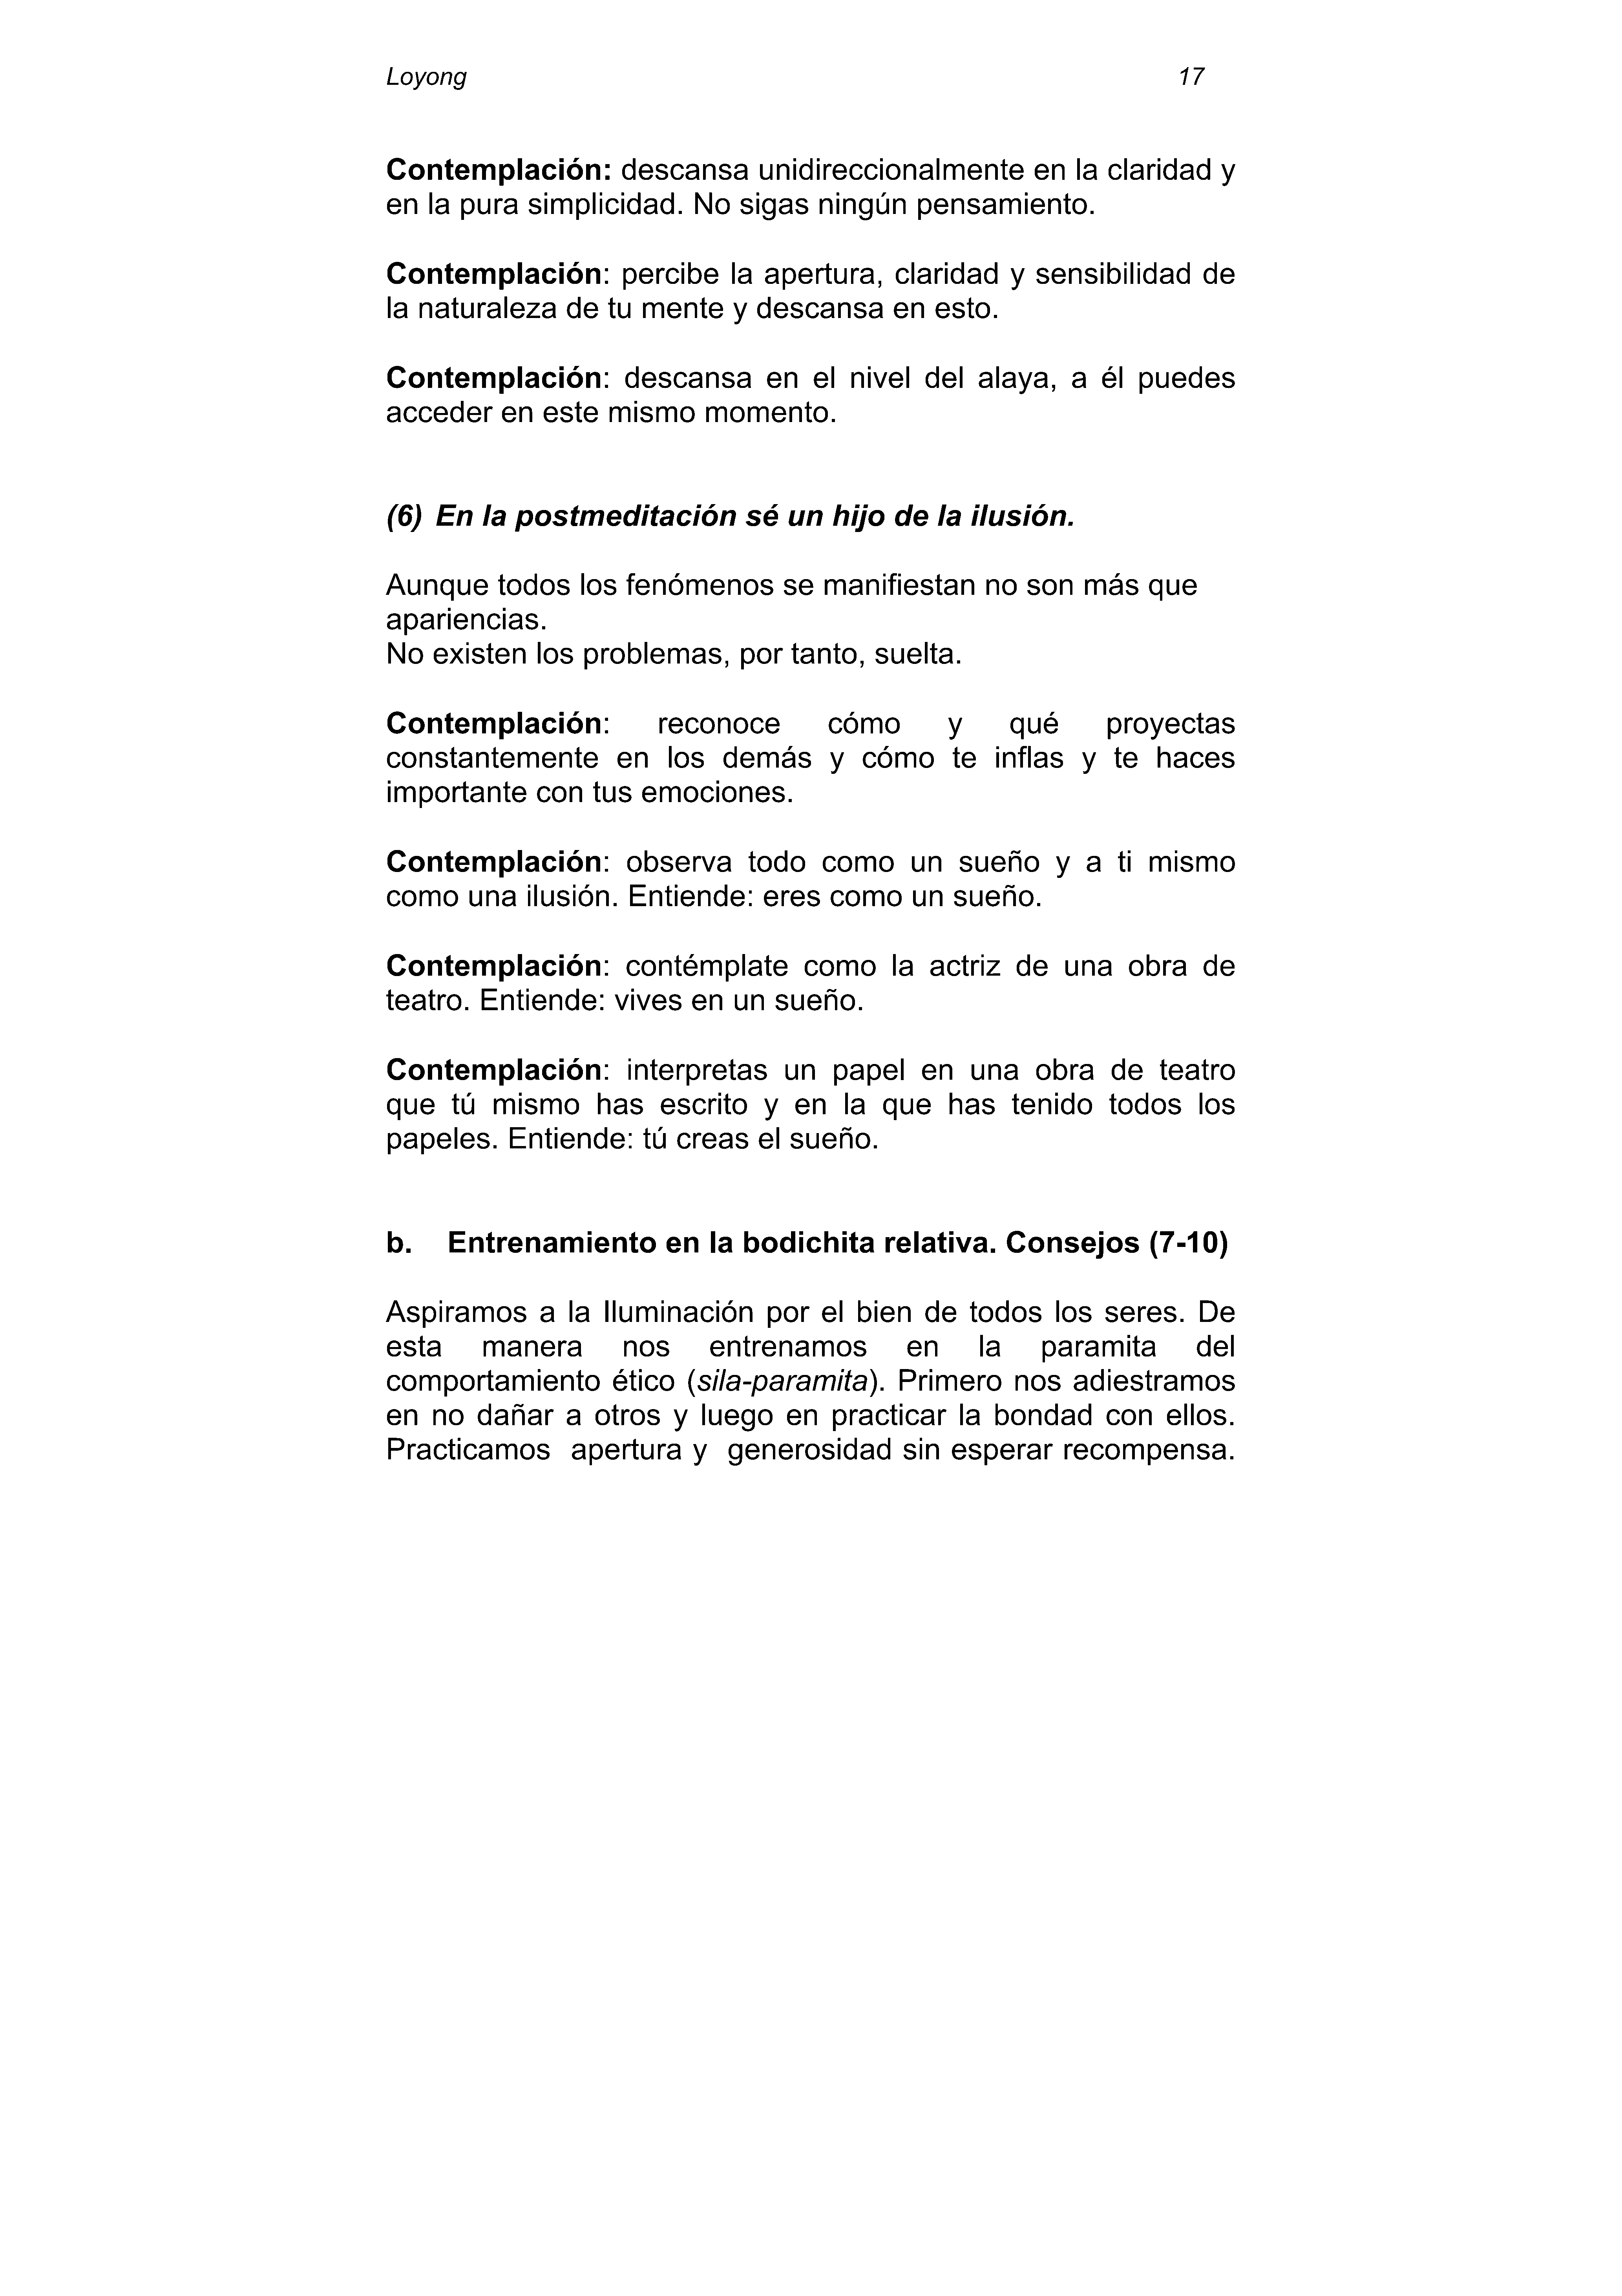 Loyong 17
Contemplación: descansa unidireccionalmente en la claridad y
en la pura simplicidad. No sigas ningún pensamiento.
Contemplación: percibe la apertura, claridad y sensibilidad de
la naturaleza de tu mente y descansa en esto.
Contemplación: descansa en el nivel del alaya, a él puedes
acceder en este mismo momento.
(6) En la postmeditación sé un hijo de la ilusión.
Aunque todos los fenómenos se manifiestan no son más que
apariencias.
No existen los problemas, por tanto, suelta.
Contemplación: reconoce cómo y qué proyectas
constantemente en los demás y cómo te inflas y te haces
importante con tus emociones.
Contemplación: observa todo como un sueño y a ti mismo
como una ilusión. Entiende: eres como un sueño.
Contemplación: contémplate como la actriz de una obra de
teatro. Entiende: vives en un sueño.
Contemplación: interpretas un papel en una obra de teatro
que tú mismo has escrito y en la que has tenido todos los
papeles. Entiende: tú creas el sueño.
b. Entrenamiento en la bodichita relativa. Consejos (7-10)
Aspiramos a la Iluminación por el bien de todos los seres. De
esta manera nos entrenamos en la paramita del
comportamiento ético (sila-paramita). Primero nos adiestramos
en no dañar a otros y luego en practicar la bondad con ellos.
Practicamos apertura y generosidad sin esperar recompensa.